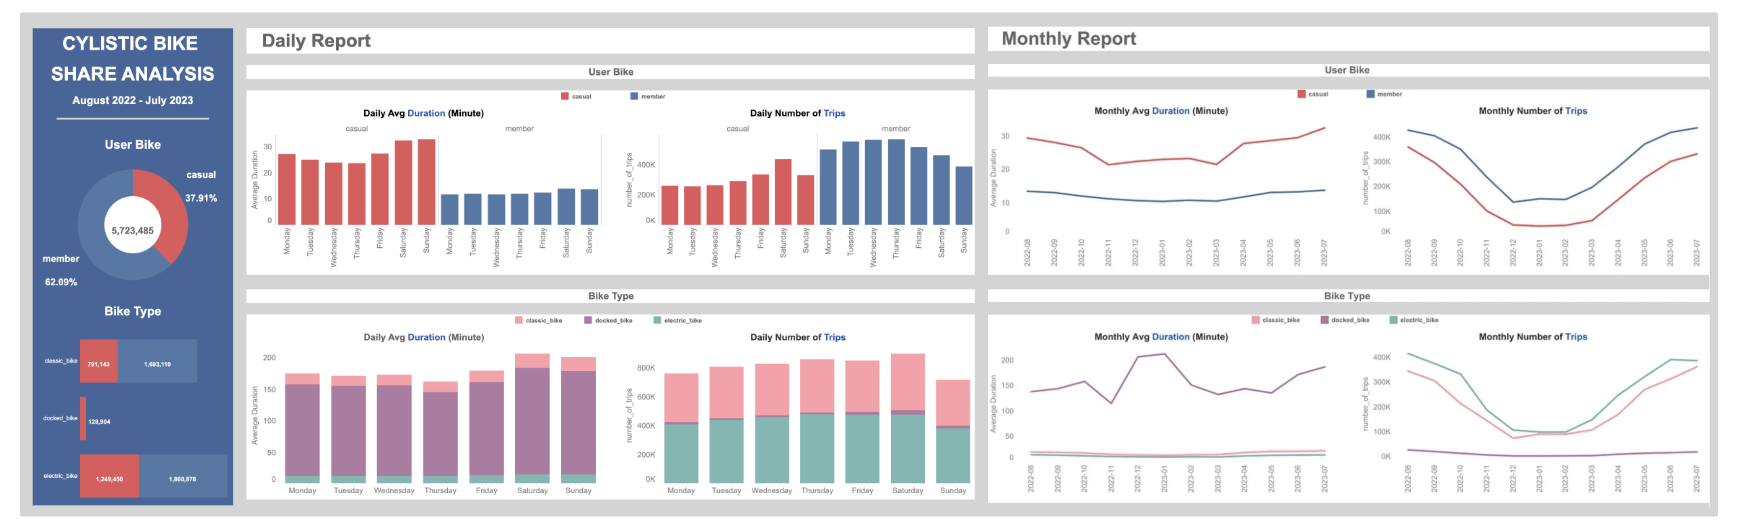 CYLISTIC BIKE
SHARE ANALYSIS
August 2022 - July 2023
User Bike
casual
37.91%
5,723,485
member
62.09%
Bike Type
classic_bike
791,143
1,693,110
docked_bike
128,904
electric_bike
1,249,450
1,860,878
Daily Report
User Bike
casual
member
Daily Avg Duration (Minute)
casual
member
Average Duration
30
20
10
0
Monday
Tuesday
Wednesday
Thursday
Friday
Saturday
Sunday
Monday
Tuesday
Wednesday
Thursday
Friday
Saturday
Sunday
Daily Number of Trips
casual
member
number_of_trips
400K
200K
0K
Monday
Tuesday
Wednesday
Thursday
Friday
Saturday
Sunday
Monday
Tuesday
Wednesday
Thursday
Friday
Saturday
Sunday
Bike Type
classic_bike
docked_bike
electric_bike
Daily Avg Duration (Minute)
Average Duration
200
150
100
50
0
Monday
Tuesday
Wednesday
Thursday
Friday
Saturday
Sunday
Daily Number of Trips
number_of_trips
800K
600K
400K
200K
0K
Monday
Tuesday
Wednesday
Thursday
Friday
Saturday
Sunday
Monthly Report
User Bike
casual
member
Monthly Avg Duration (Minute)
Average Duration
30
20
10
0
2022-08
2022-09
2022-10
2022-11
2022-12
2023-01
2023-02
2023-03
2023-04
2023-05
2023-06
2023-07
Monthly Number of Trips
number_of_trips
400K
300K
200K
100K
0K
2022-08
2022-09
2022-10
2022-11
2022-12
2023-01
2023-02
2023-03
2023-04
2023-05
2023-06
2023-07
Bike Type
classic_bike
docked_bike
electric_bike
Monthly Avg Duration (Minute)
Average Duration
200
150
100
50
0
2022-08
2022-09
2022-10
2022-11
2022-12
2023-01
2023-02
2023-03
2023-04
2023-05
2023-06
2023-07
Monthly Number of Trips
number_of_trips
400K
300K
200K
100K
0K
2022-08
2022-09
2022-10
2022-11
2022-12
2023-01
2023-02
2023-03
2023-04
2023-05
2023-06
2023-07